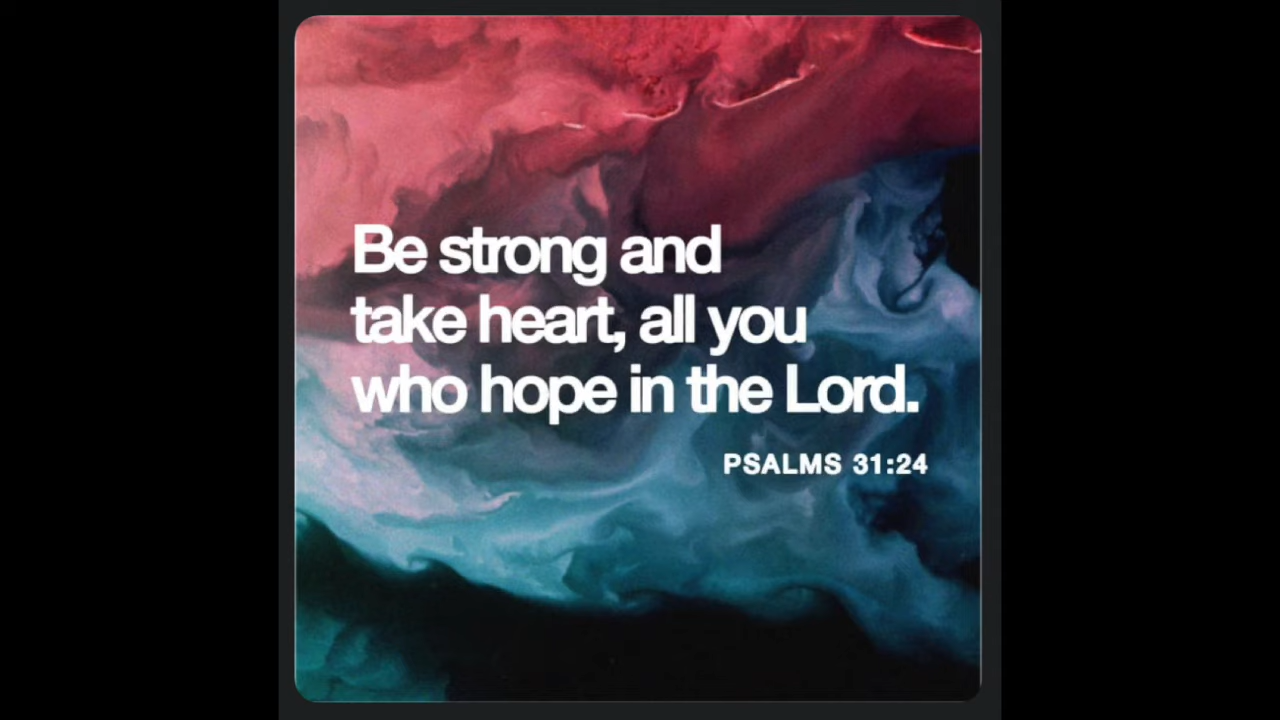 Be strong and
take heart, all you
who hope in the Lord.
PSALMS 31:24